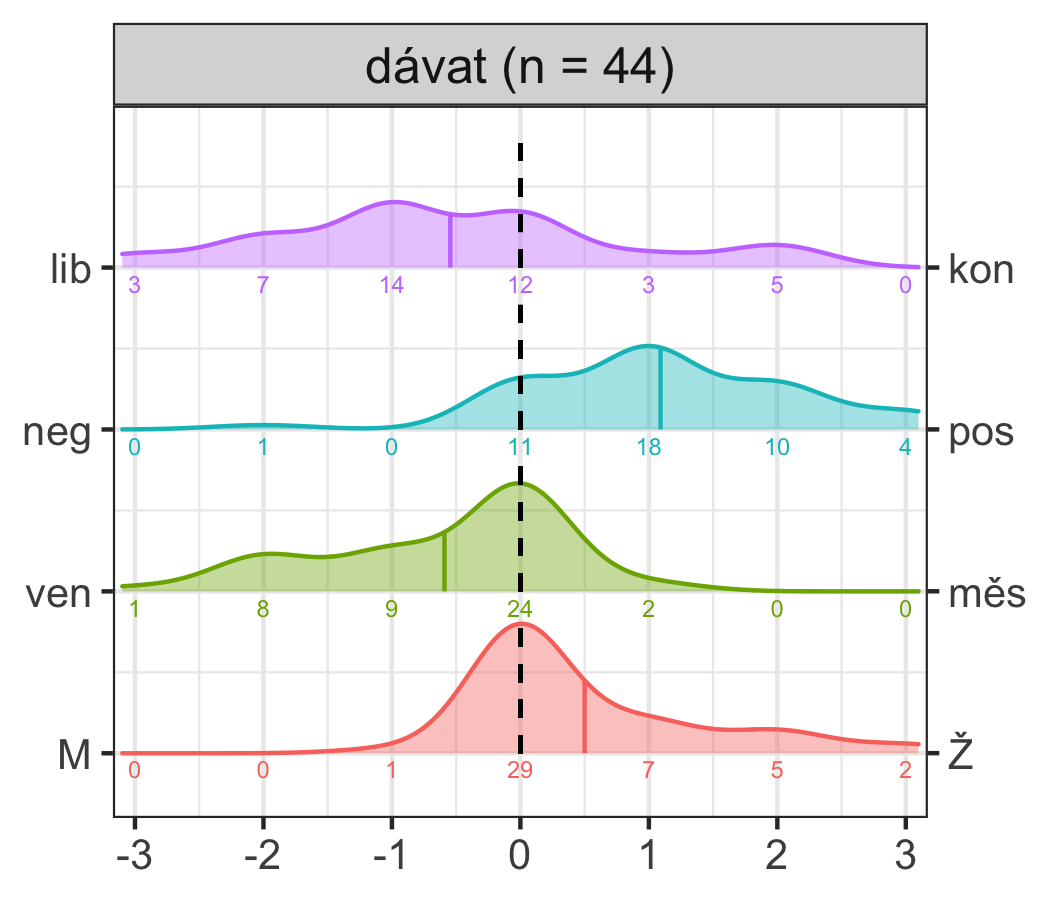 dávat (n = 44)
lib kon
3 7 14 12 3 5 0
neg pos
0 1 0 11 18 10 4
ven měs
1 8 9 24 2 0 0
M Ž
0 0 1 29 7 5 2
-3 -2 -1 0 1 2 3